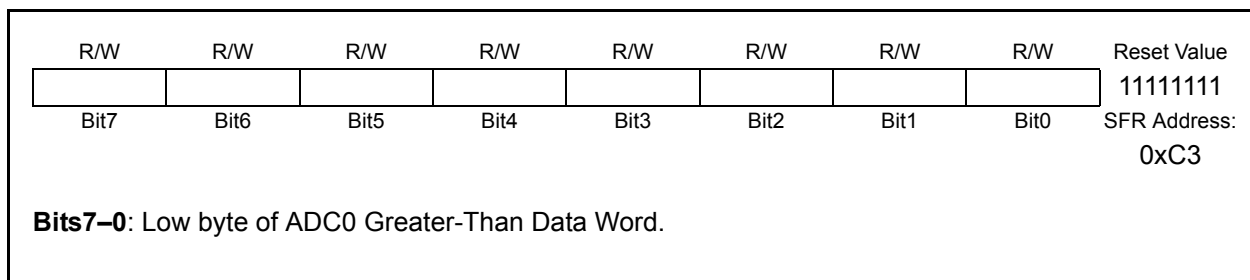 R/W R/W R/W R/W R/W R/W R/W R/W Reset Value
11111111
Bit7 Bit6 Bit5 Bit4 Bit3 Bit2 Bit1 Bit0 SFR Address:
0xC3
Bits7–0: Low byte of ADC0 Greater-Than Data Word.